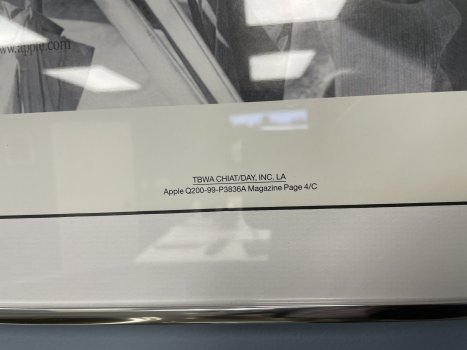 www.apple.com
TBWA CHIAT/DAY, INC. LA
Apple Q200-99-P3836A Magazine Page 4/C